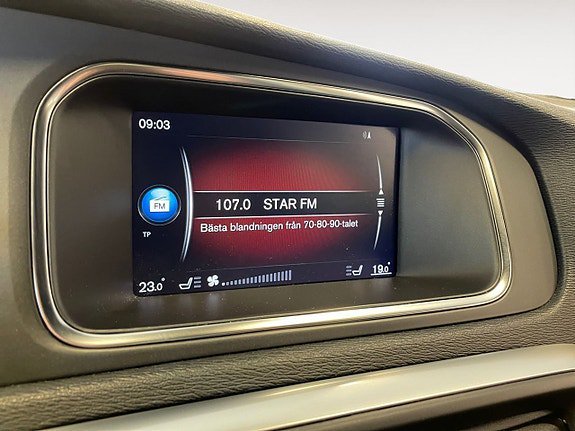 09:03
FM
107.0 STAR FM
TP
Bästa blandningen från 70-80-90-talet
23.0° 19.0°